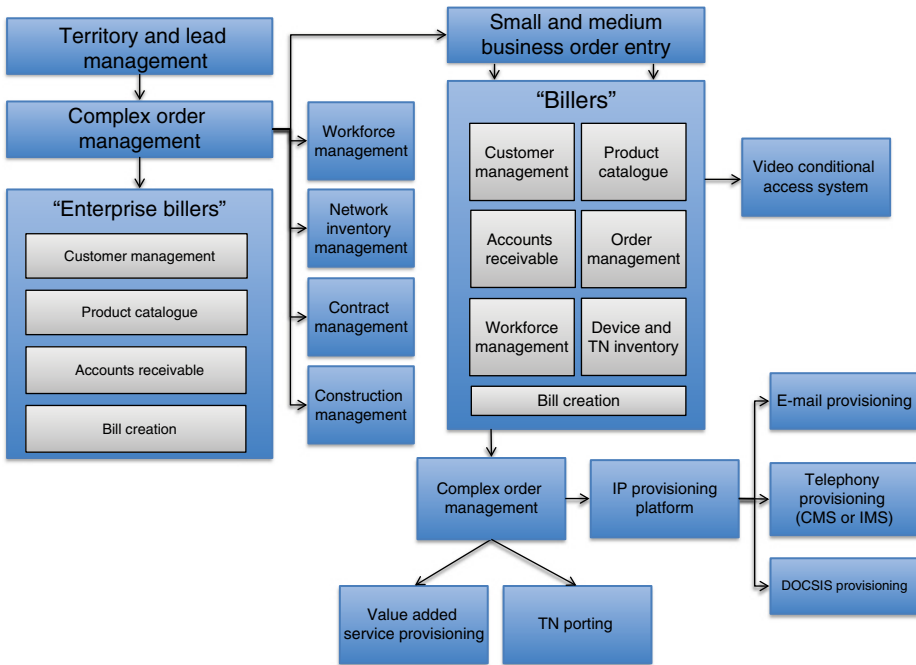 Territory and lead
management
Complex order
management
“Enterprise billers”
Customer management
Product catalogue
Accounts receivable
Bill creation
Workforce
management
Network
inventory
management
Contract
management
Construction
management
Small and medium
business order entry
“Billers”
Customer
management
Product
catalogue
Accounts
receivable
Order
management
Workforce
management
Device and
TN inventory
Bill creation
Video conditional
access system
Complex order
management
IP provisioning
platform
E-mail provisioning
Telephony
provisioning
(CMS or IMS)
DOCSIS provisioning
Value added
service provisioning
TN porting